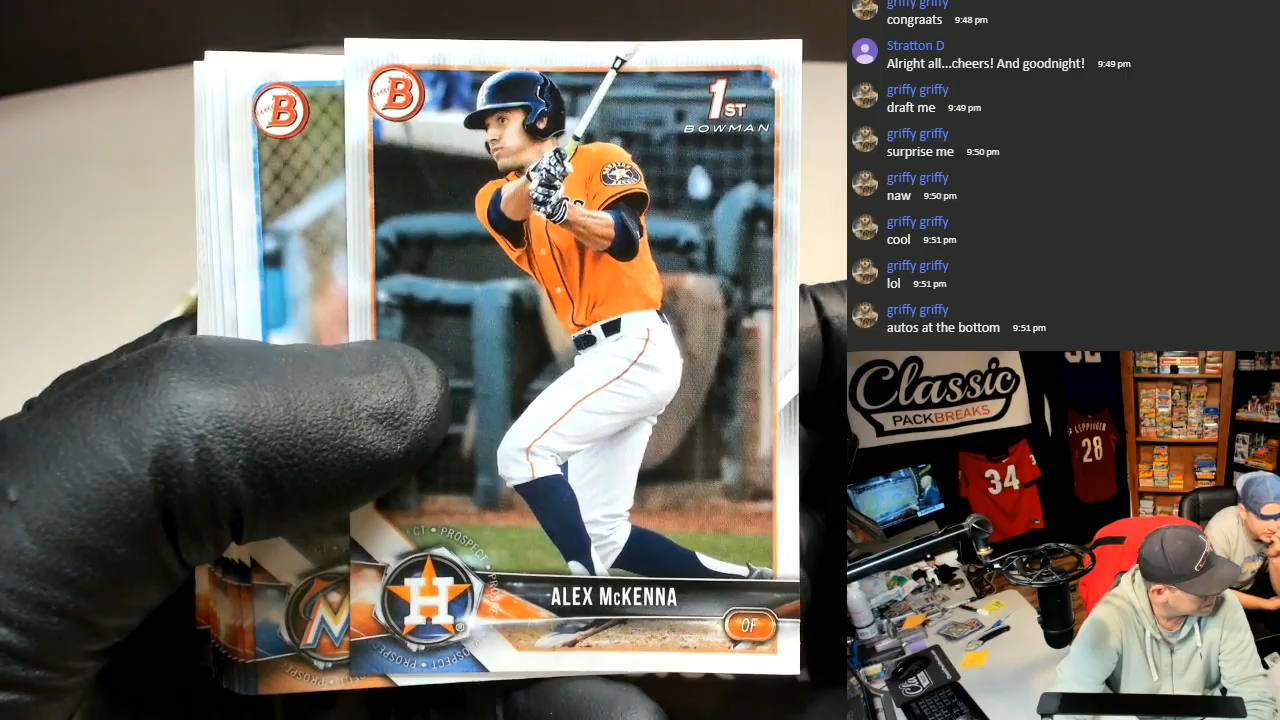 B
B
1ST
BOWMAN
CT • PROSPECT
PROSPECT
H
ALEX McKENNA
OF
M
griffy griffy
congraats 9:48 pm
Stratton D
Alright all...cheers! And goodnight! 9:49 pm
griffy griffy
draft me 9:49 pm
griffy griffy
surprise me 9:50 pm
griffy griffy
naw 9:50 pm
griffy griffy
cool 9:51 pm
griffy griffy
lol 9:51 pm
griffy griffy
autos at the bottom 9:51 pm
Classic
PACKBREAKS
34
LEPPINGER
28